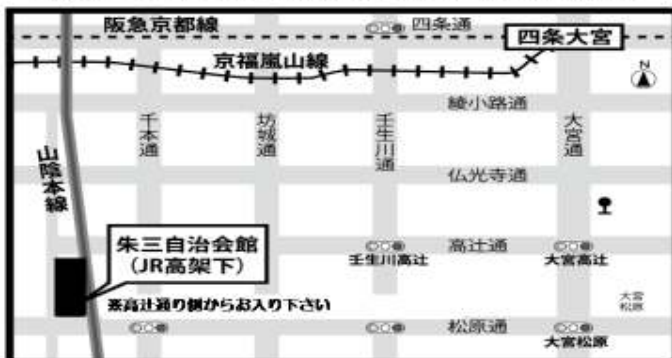 阪急京都線
四条通
四条大宮
京福嵐山線
N
綾小路通
千本通
坊城通
壬生川通
大宮通
山陰本線
仏光寺通
朱三自治会館
(JR高架下)
高辻通
壬生川高辻
大宮高辻
※高辻通り側からお入り下さい
大宮
松原
松原通
大宮松原